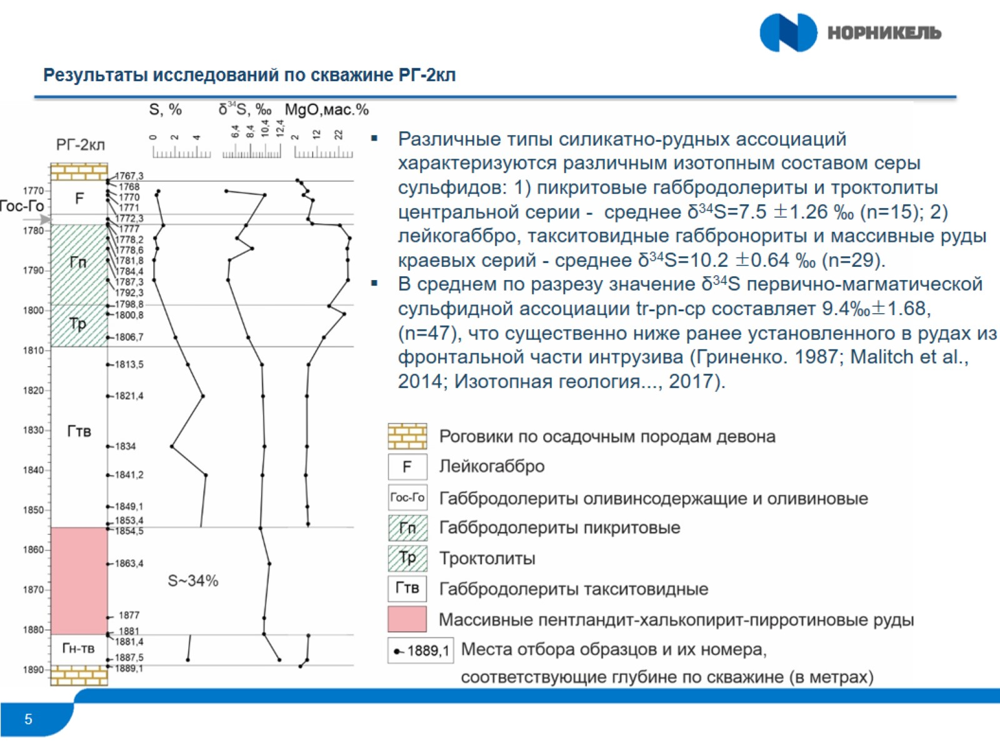 НОРНИКЕЛЬ
Результаты исследований по скважине РГ-2кл
S, %
δ³⁴S, ‰
MgO,мас.%
0
2
4
6,4
8,4
10,4
12,4
2
12
22
РГ-2кл
1770
Гос-Го
1780
1790
1800
1810
1820
1830
1840
1850
1860
1870
1880
1890
F
Гп
Тр
Гтв
Гн-тв
1767,3
1768
1770
1771
1772,3
1777
1778,2
1778,6
1781,8
1784,4
1787,3
1792,3
1798,8
1800,8
1806,7
1813,5
1821,4
1834
1841,2
1849,1
1853,4
1854,5
1863,4
1877
1881
1881,4
1887,5
1889,1
S~34%
▪ Различные типы силикатно-рудных ассоциаций
характеризуются различным изотопным составом серы
сульфидов: 1) пикритовые габбродолериты и троктолиты
центральной серии - среднее δ³⁴S=7.5 ±1.26 ‰ (n=15); 2)
лейкогаббро, такситовидные габбронориты и массивные руды
краевых серий - среднее δ³⁴S=10.2 ±0.64 ‰ (n=29).
▪ В среднем по разрезу значение δ³⁴S первично-магматической
сульфидной ассоциации tr-pn-cp составляет 9.4‰±1.68,
(n=47), что существенно ниже ранее установленного в рудах из
фронтальной части интрузива (Гриненко. 1987; Malitch et al.,
2014; Изотопная геология..., 2017).
Роговики по осадочным породам девона
F Лейкогаббро
Гос-Го Габбродолериты оливинсодержащие и оливиновые
Гп Габбродолериты пикритовые
Тр Троктолиты
Гтв Габбродолериты такситовидные
Массивные пентландит-халькопирит-пирротиновые руды
1889,1 Места отбора образцов и их номера,
соответствующие глубине по скважине (в метрах)
5